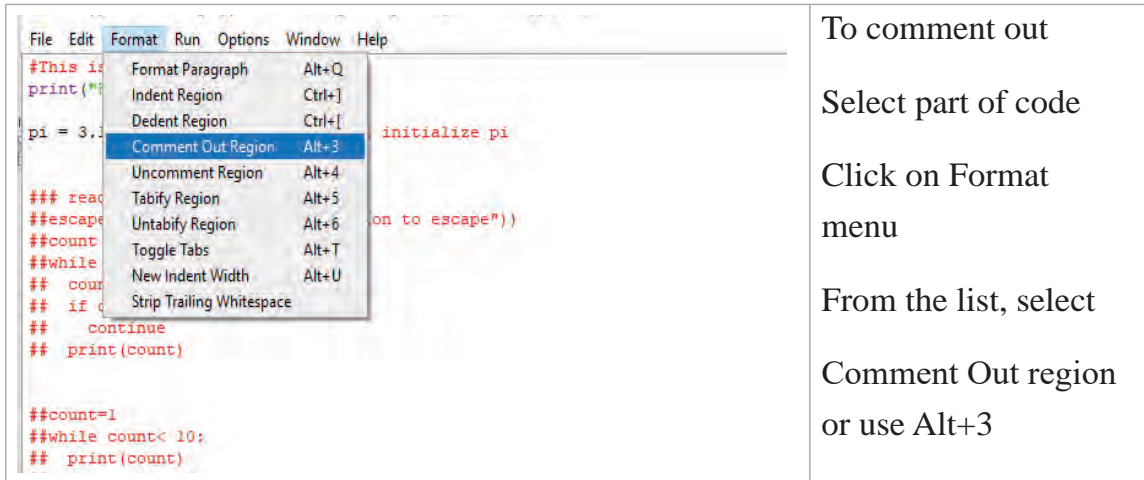 File Edit Format Run Options Window Help
#This is
print("
pi = 3.1 initialize pi
Format Paragraph Alt+Q
Indent Region Ctrl+]
Dedent Region Ctrl+[
Comment Out Region Alt+3
Uncomment Region Alt+4
Tabify Region Alt+5
Untabify Region Alt+6
Toggle Tabs Alt+T
New Indent Width Alt+U
Strip Trailing Whitespace
### read
##escape on to escape"))
##count
##while
## coun
## if c
## continue
## print(count)
##count=1
##while count< 10:
## print(count)
To comment out
Select part of code
Click on Format
menu
From the list, select
Comment Out region
or use Alt+3